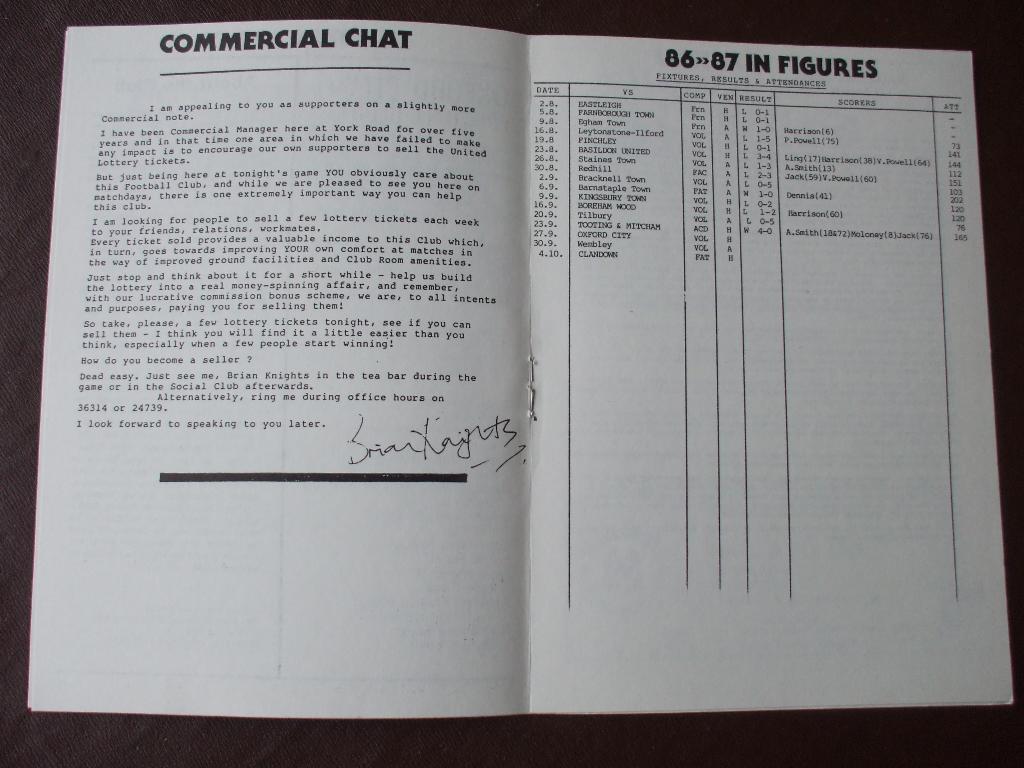 COMMERCIAL CHAT
I am appealing to you as supporters on a slightly more
Commercial note.
I have been Commercial Manager here at York Road for over five
years and in that time one area in which we have failed to make
any impact is to encourage our own supporters to sell the United
Lottery tickets.
But just being here at tonight's game YOU obviously care about
this Football Club, and while we are pleased to see you here on
matchdays, there is one extremely important way you can help
this club.
I am looking for people to sell a few lottery tickets each week
to your friends, relations, workmates.
Every ticket sold provides a valuable income to this Club which,
in turn, goes towards improving YOUR own comfort at matches in
the way of improved ground facilities and Club Room amenities.
Just stop and think about it for a short while - help us build
the lottery into a real money-spinning affair, and remember,
with our lucrative commission bonus scheme, we are, to all intents
and purposes, paying you for selling them!
So take, please, a few lottery tickets tonight, see if you can
sell them - I think you will find it a little easier than you
think, especially when a few people start winning!
How do you become a seller ?
Dead easy. Just see me, Brian Knights in the tea bar during the
game or in the Social Club afterwards.
Alternatively, ring me during office hours on
36314 or 24739.
I look forward to speaking to you later.
Brian Knights
86»87 IN FIGURES
FIXTURES, RESULTS & ATTENDANCES
DATE VS COMP VEN RESULT SCORERS ATT
2.8. EASTLEIGH Frn H L 0-1 -
5.8. FARNBOROUGH TOWN Frn H L 0-1 -
9.8. Egham Town Frn A W 1-0 Harrison(6) -
16.8. Leytonstone-Ilford VOL A L 1-5 P.Powell(75) 73
19.8 FINCHLEY VOL H L 0-1 141
23.8. BASILDON UNITED VOL H L 3-4 Ling(17)Harrison(38)V.Powell(64) 144
26.8. Staines Town VOL A L 1-3 A.Smith(13) 112
30.8. Redhill FAC A L 2-3 Jack(59)V.Powell(60) 151
2.9. Bracknell Town VOL A L 0-5 103
6.9. Barnstaple Town FAT A W 1-0 Dennis(41) 202
9.9. KINGSBURY TOWN VOL H L 0-2 120
16.9. BOREHAM WOOD VOL H L 1-2 Harrison(60) 120
20.9. Tilbury VOL A L 0-5 76
23.9. TOOTING & MITCHAM ACD H W 4-0 A.Smith(18&72)Moloney(8)Jack(76) 165
27.9. OXFORD CITY VOL H
30.9. Wembley VOL A
4.10. CLANDOWN FAT H